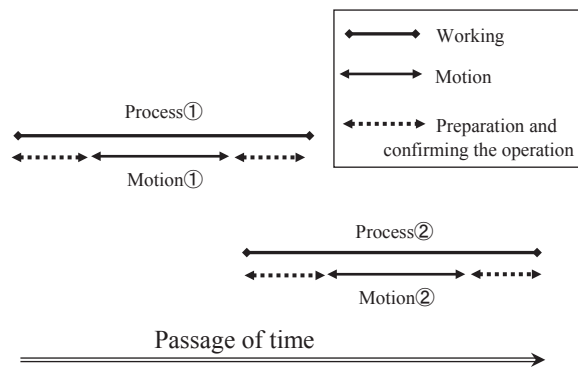 Working
Motion
Preparation and
confirming the operation
Process①
Motion①
Process②
Motion②
Passage of time